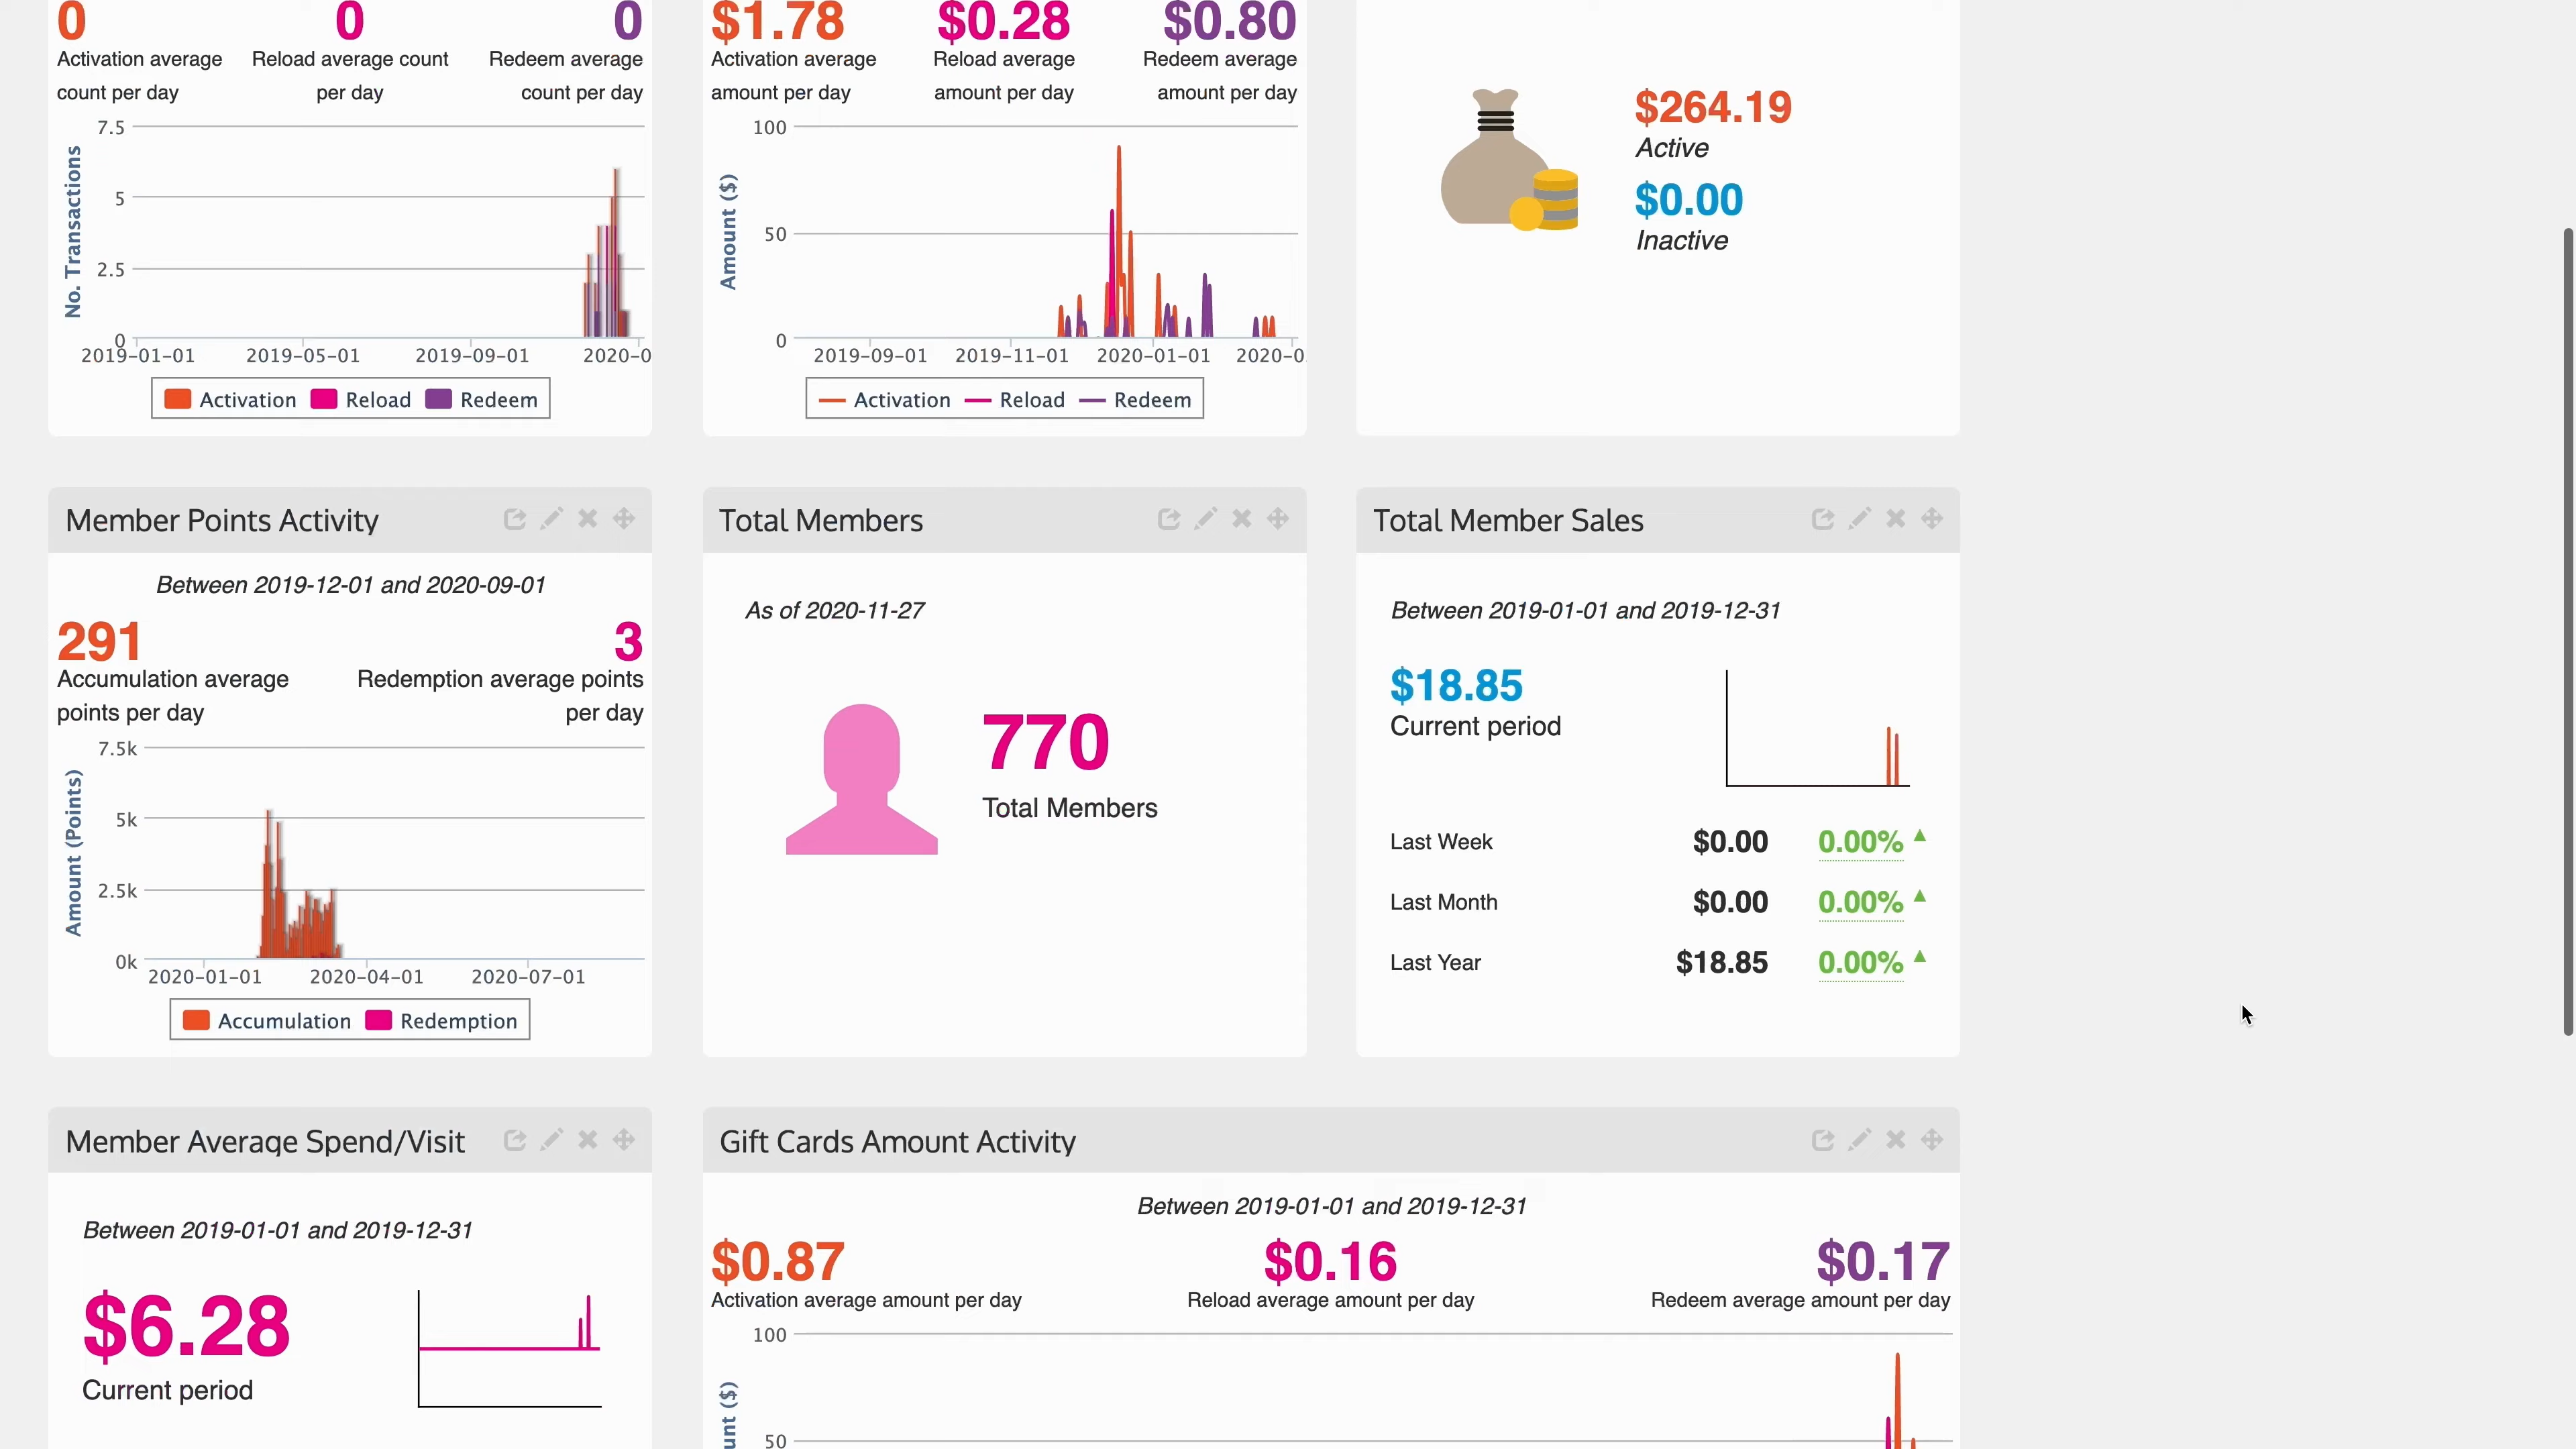 0
0
0
Activation average
count per day
Reload average count
per day
Redeem average
count per day
7.5
5
2.5
0
No. Transactions
2019-01-01
2019-05-01
2019-09-01
2020-0
Activation
Reload
Redeem
$1.78
$0.28
$0.80
Activation average
amount per day
Reload average
amount per day
Redeem average
amount per day
100
50
0
Amount ($)
2019-09-01
2019-11-01
2020-01-01
2020-0
Activation
Reload
Redeem
$264.19
Active
$0.00
Inactive
Member Points Activity
Between 2019-12-01 and 2020-09-01
291
3
Accumulation average
points per day
Redemption average points
per day
7.5k
5k
2.5k
0k
Amount (Points)
2020-01-01
2020-04-01
2020-07-01
Accumulation
Redemption
Total Members
As of 2020-11-27
770
Total Members
Total Member Sales
Between 2019-01-01 and 2019-12-31
$18.85
Current period
Last Week $0.00 0.00%
Last Month $0.00 0.00%
Last Year $18.85 0.00%
Member Average Spend/Visit
Between 2019-01-01 and 2019-12-31
$6.28
Current period
Gift Cards Amount Activity
Between 2019-01-01 and 2019-12-31
$0.87
$0.16
$0.17
Activation average amount per day
Reload average amount per day
Redeem average amount per day
100
50
unt ($)